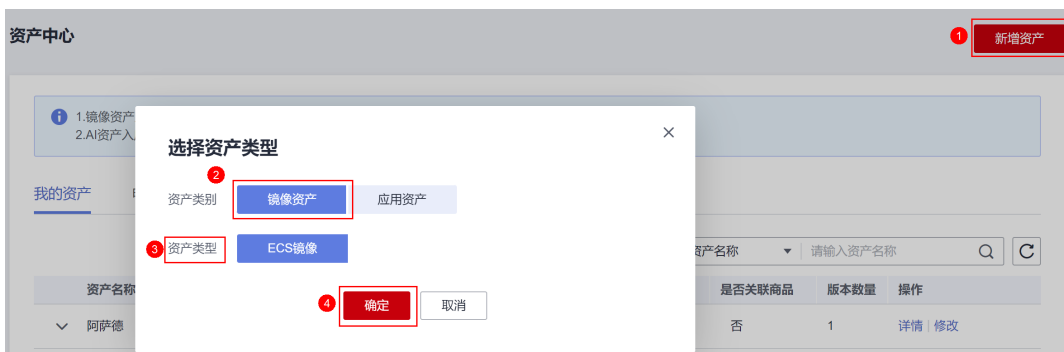 资产中心
1 新增资产
1.镜像资产
2.AI资产入
选择资产类型
2
资产类别 镜像资产 应用资产
我的资产
3 资产类型 ECS镜像
资产名称 请输入资产名称
4 确定 取消
资产名称 是否关联商品 版本数量 操作
阿萨德 否 1 详情 修改